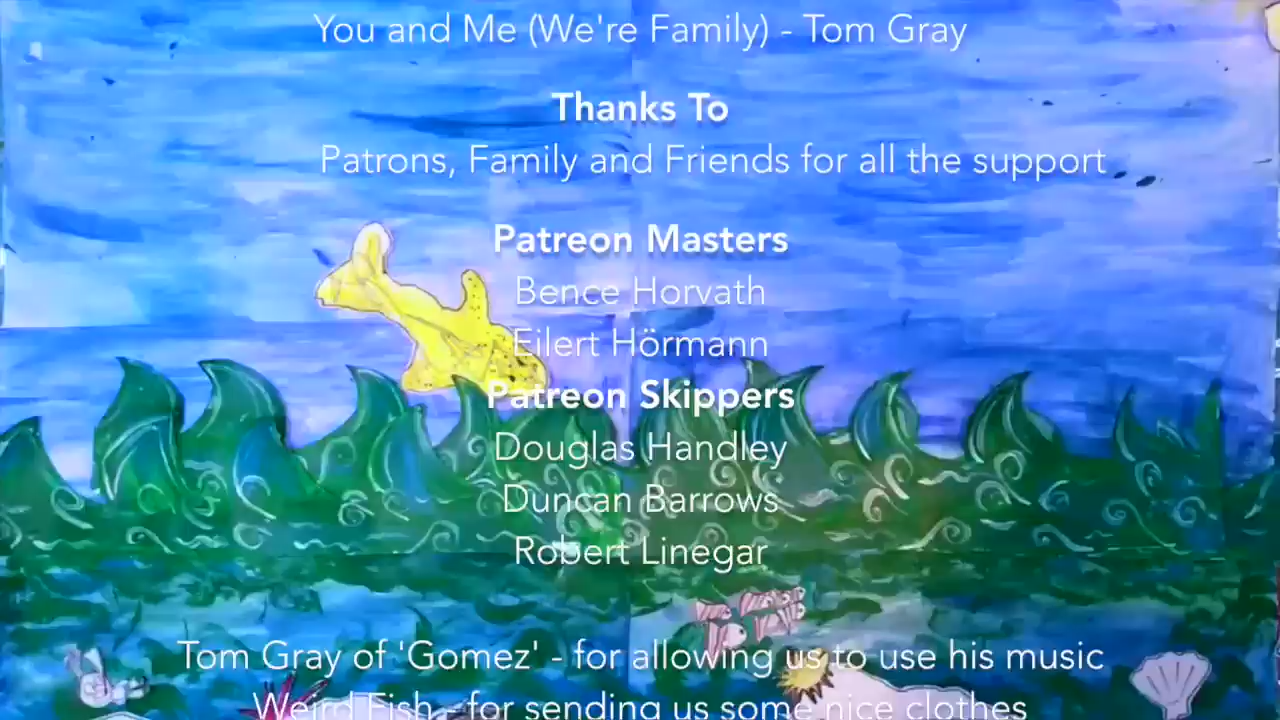 You and Me (We're Family) - Tom Gray
Thanks To
Patrons, Family and Friends for all the support
Patreon Masters
Bence Horvath
Eilert Hörmann
Patreon Skippers
Douglas Handley
Duncan Barrows
Robert Linegar
Tom Gray of 'Gomez' - for allowing us to use his music
Weird Fish - for sending us some nice clothes